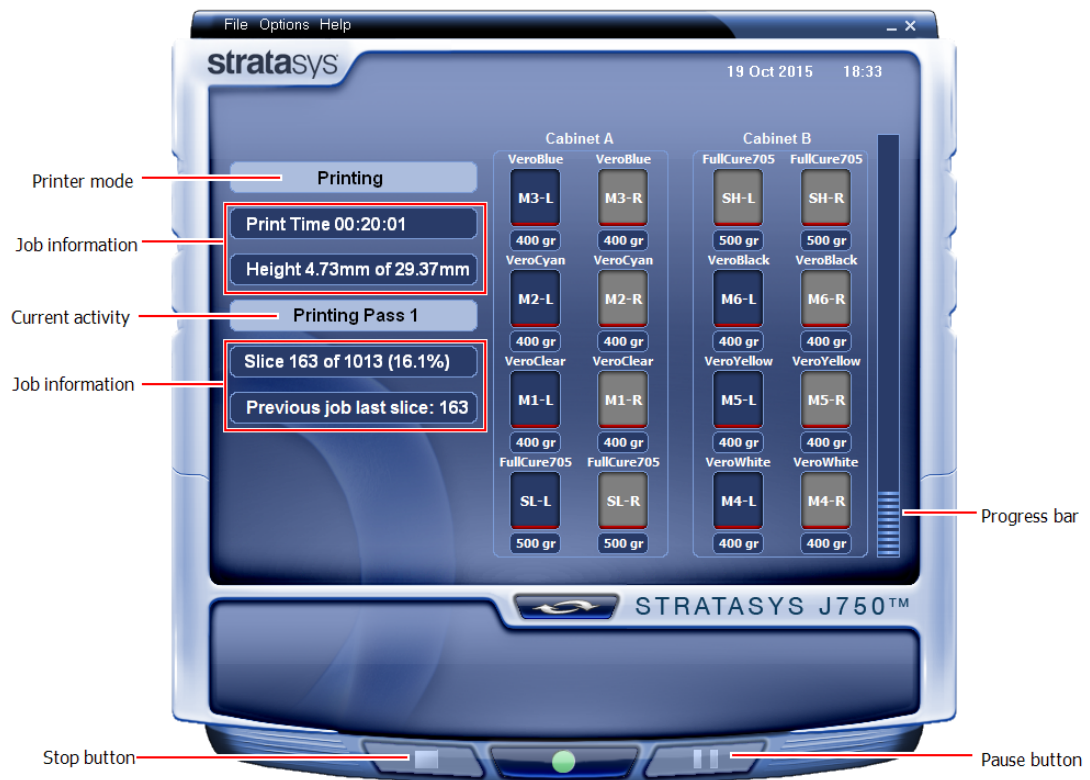 File Options Help
stratasys
19 Oct 2015 18:33
Cabinet A Cabinet B
VeroBlue VeroBlue FullCure705 FullCure705
Printer mode
Printing
M3-L M3-R SH-L SH-R
Print Time 00:20:01
Job information
400 gr 400 gr 500 gr 500 gr
VeroCyan VeroCyan VeroBlack VeroBlack
Height 4.73mm of 29.37mm
M2-L M2-R M6-L M6-R
Current activity
Printing Pass 1
400 gr 400 gr 400 gr 400 gr
VeroClear VeroClear VeroYellow VeroYellow
Slice 163 of 1013 (16.1%)
Job information
M1-L M1-R M5-L M5-R
Previous job last slice: 163
400 gr 400 gr 400 gr 400 gr
FullCure705 FullCure705 VeroWhite VeroWhite
SL-L SL-R M4-L M4-R
Progress bar
500 gr 500 gr 400 gr 400 gr
STRATASYS J750™
Stop button
Pause button